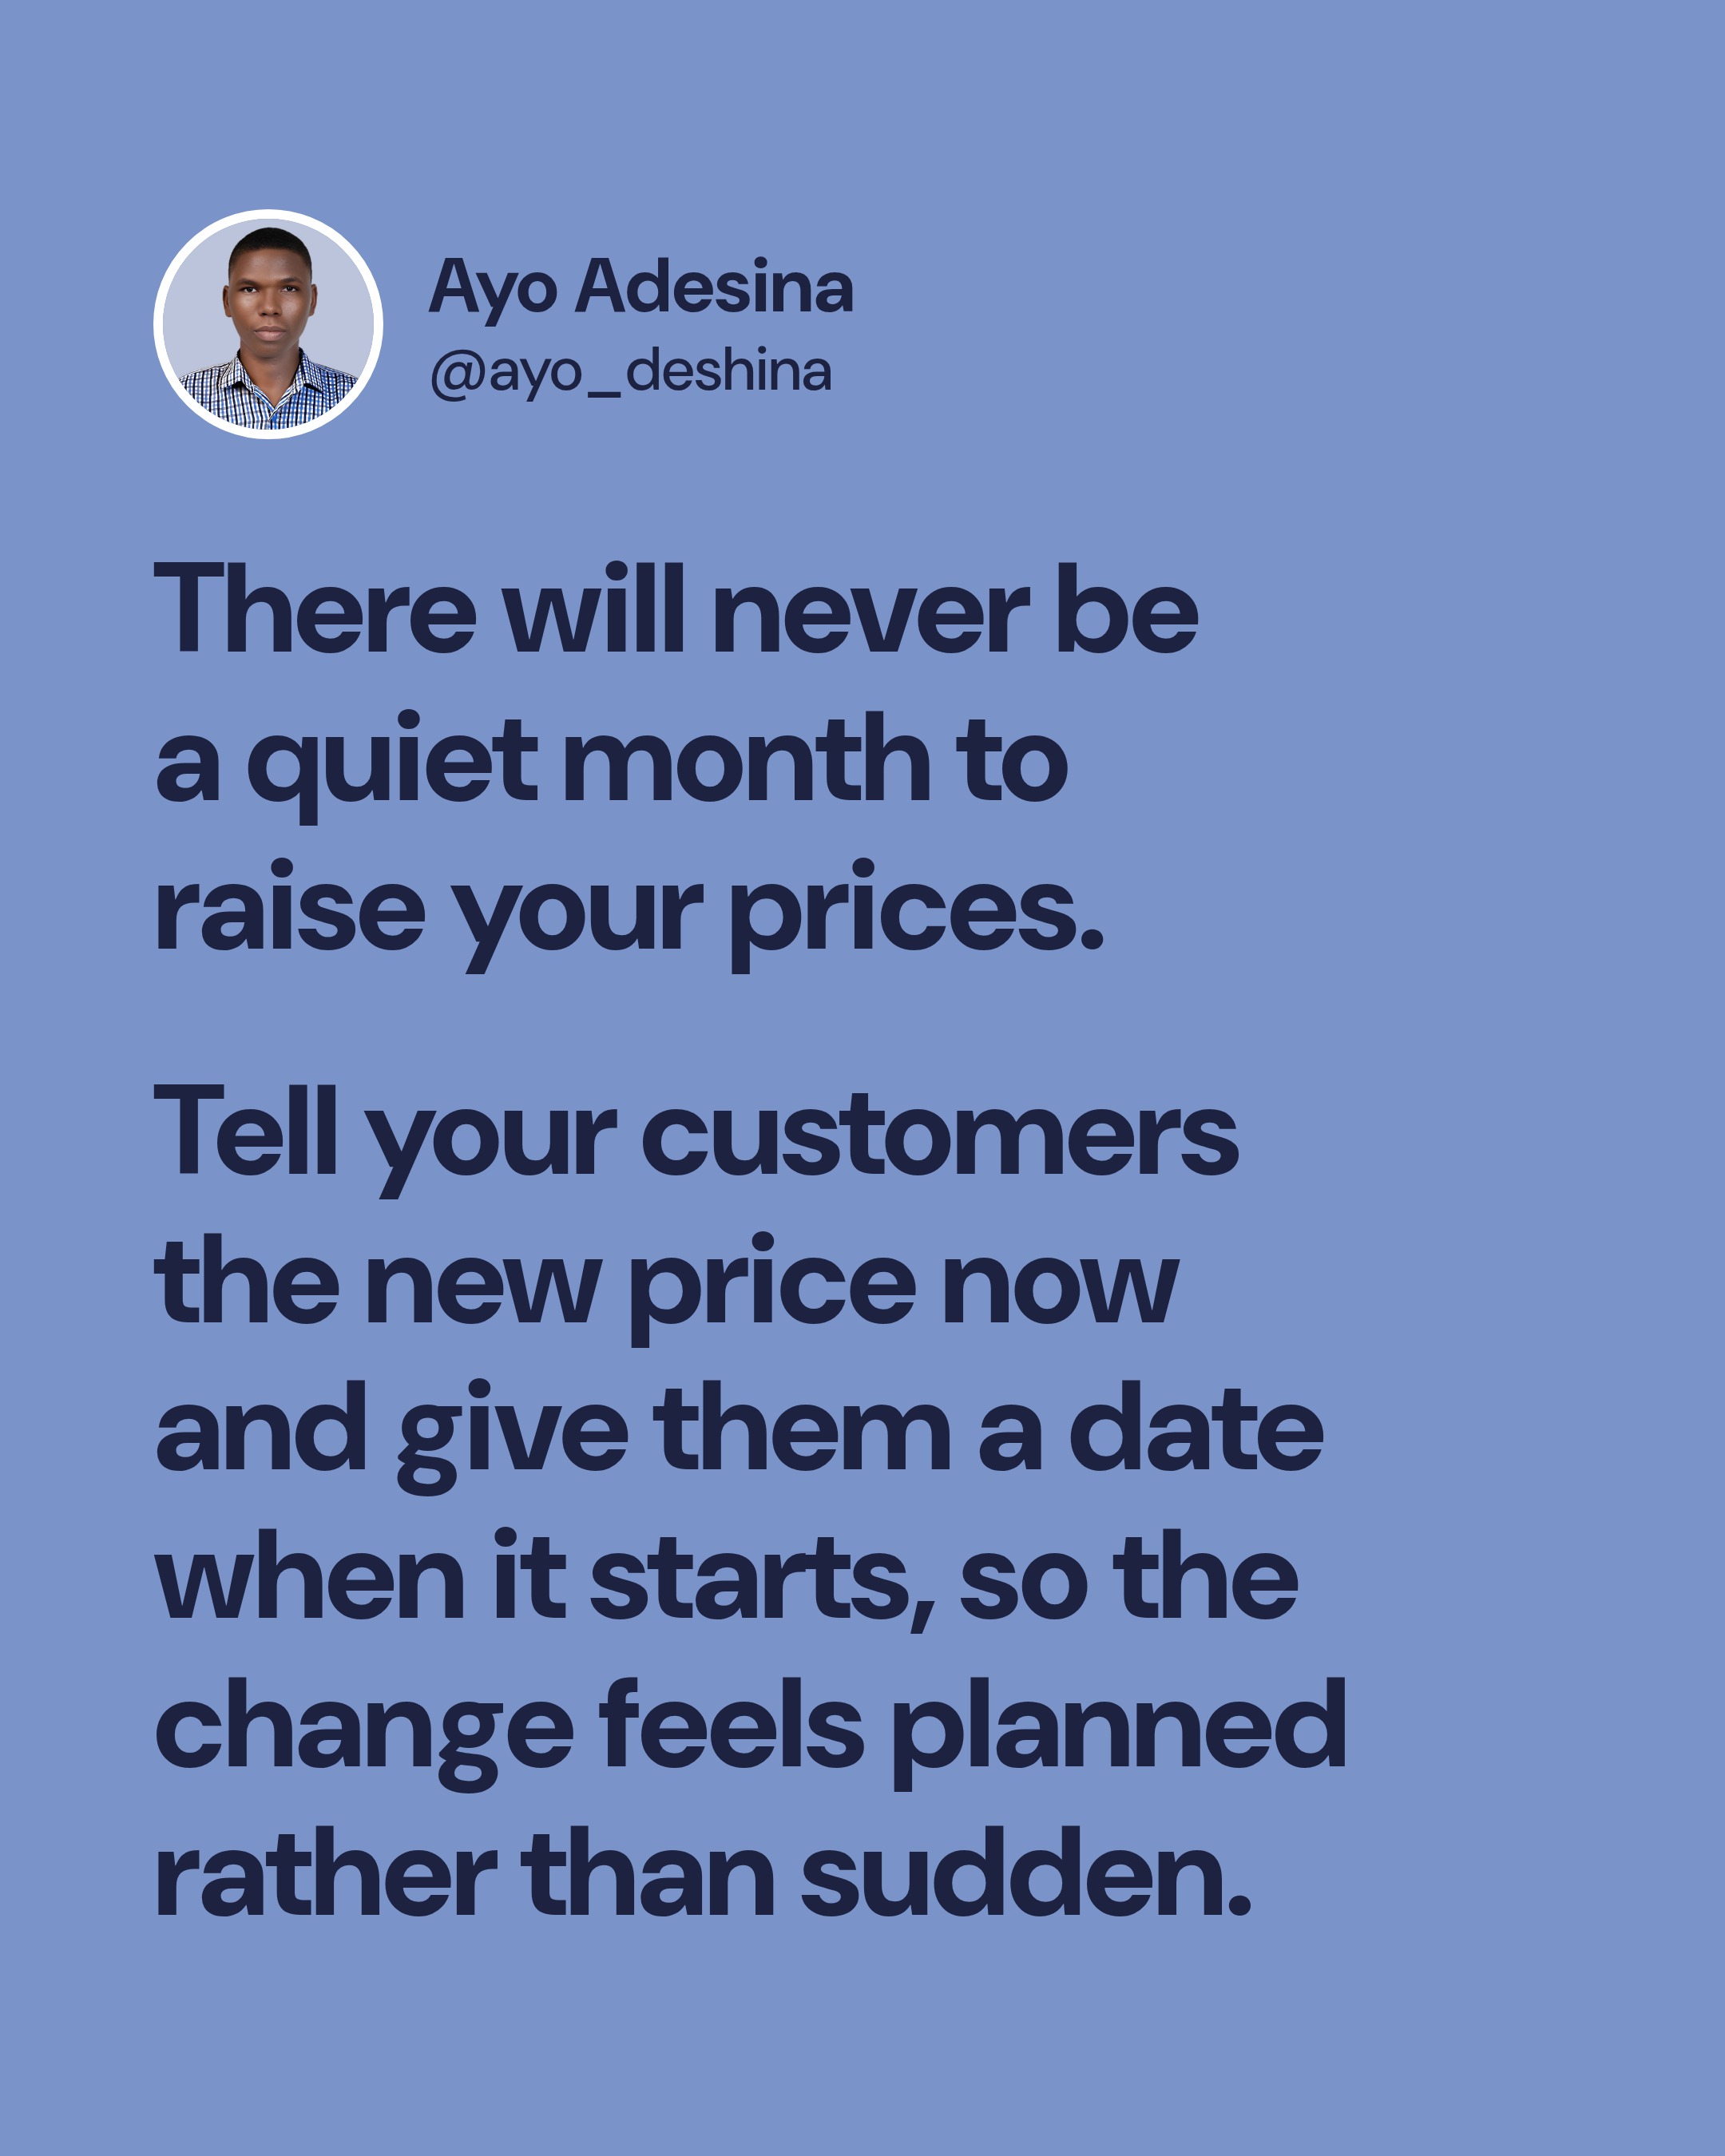 Ayo Adesina
@ayo_deshina
There will never be
a quiet month to
raise your prices.
Tell your customers
the new price now
and give them a date
when it starts, so the
change feels planned
rather than sudden.